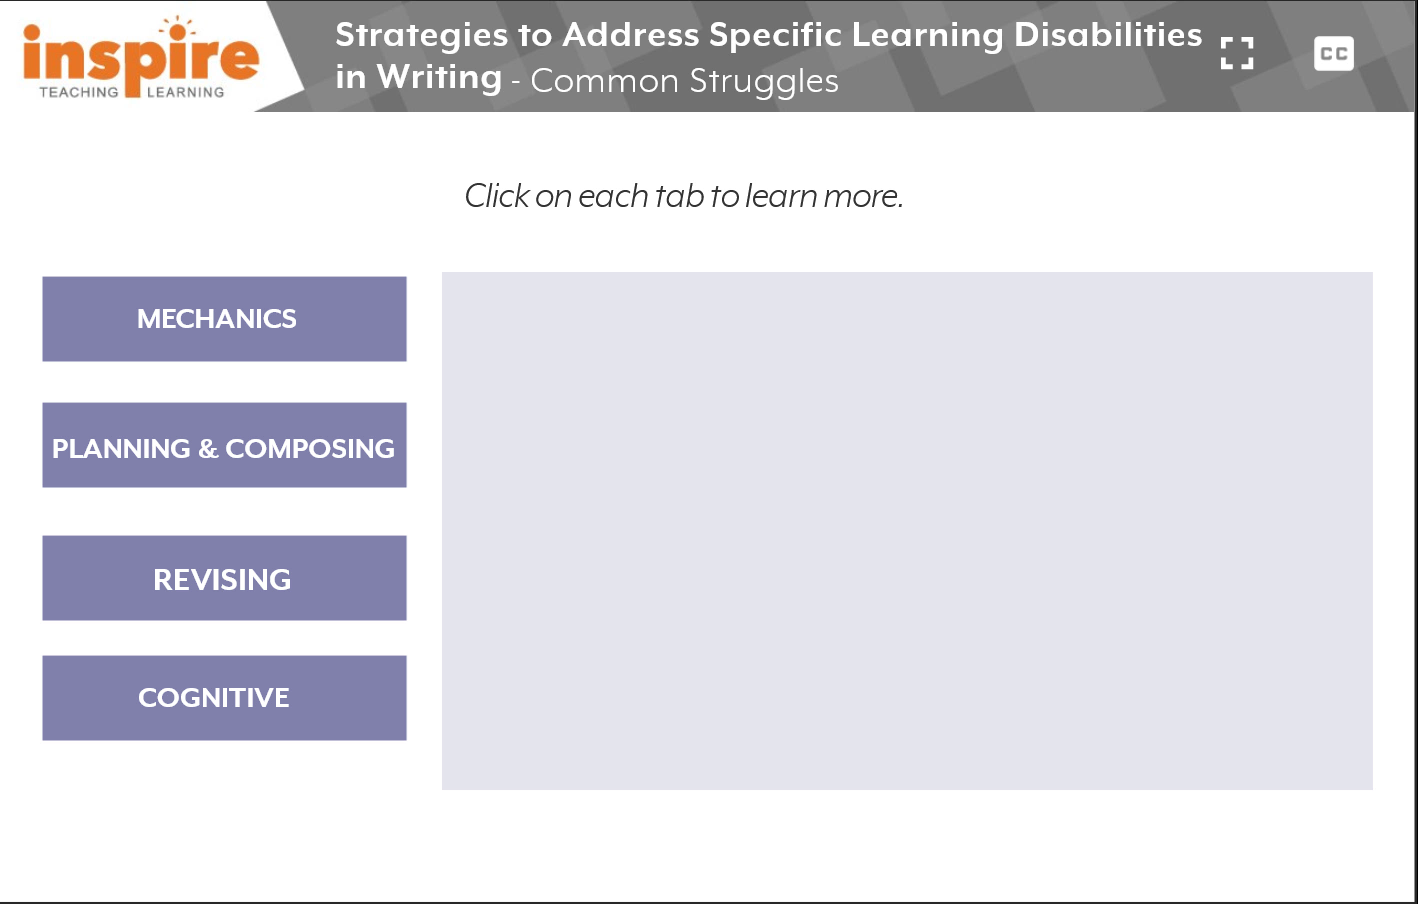 inspire
TEACHING LEARNING
Strategies to Address Specific Learning Disabilities
in Writing - Common Struggles
CC
Click on each tab to learn more.
MECHANICS
PLANNING & COMPOSING
REVISING
COGNITIVE